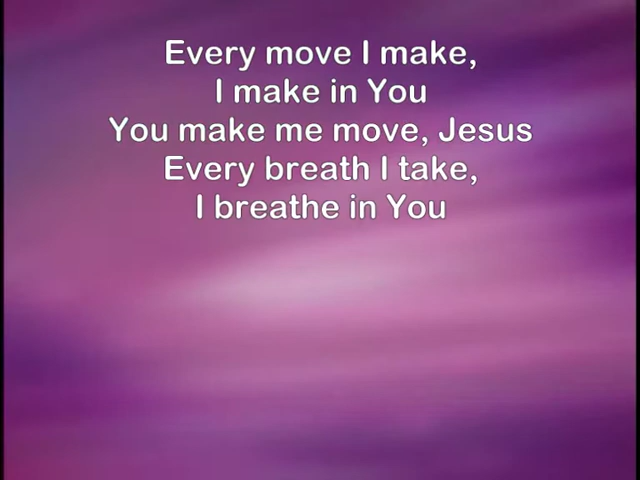 Every move I make,
I make in You
You make me move, Jesus
Every breath I take,
I breathe in You